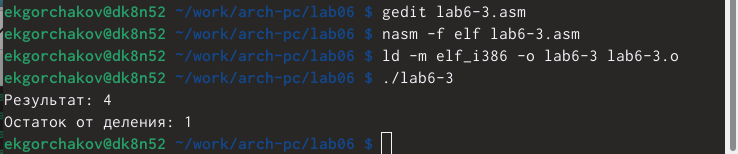 ekgorchakov@dk8n52 ~/work/arch-pc/lab06 $ gedit lab6-3.asm
ekgorchakov@dk8n52 ~/work/arch-pc/lab06 $ nasm -f elf lab6-3.asm
ekgorchakov@dk8n52 ~/work/arch-pc/lab06 $ ld -m elf_i386 -o lab6-3 lab6-3.o
ekgorchakov@dk8n52 ~/work/arch-pc/lab06 $ ./lab6-3
Результат: 4
Остаток от деления: 1
ekgorchakov@dk8n52 ~/work/arch-pc/lab06 $